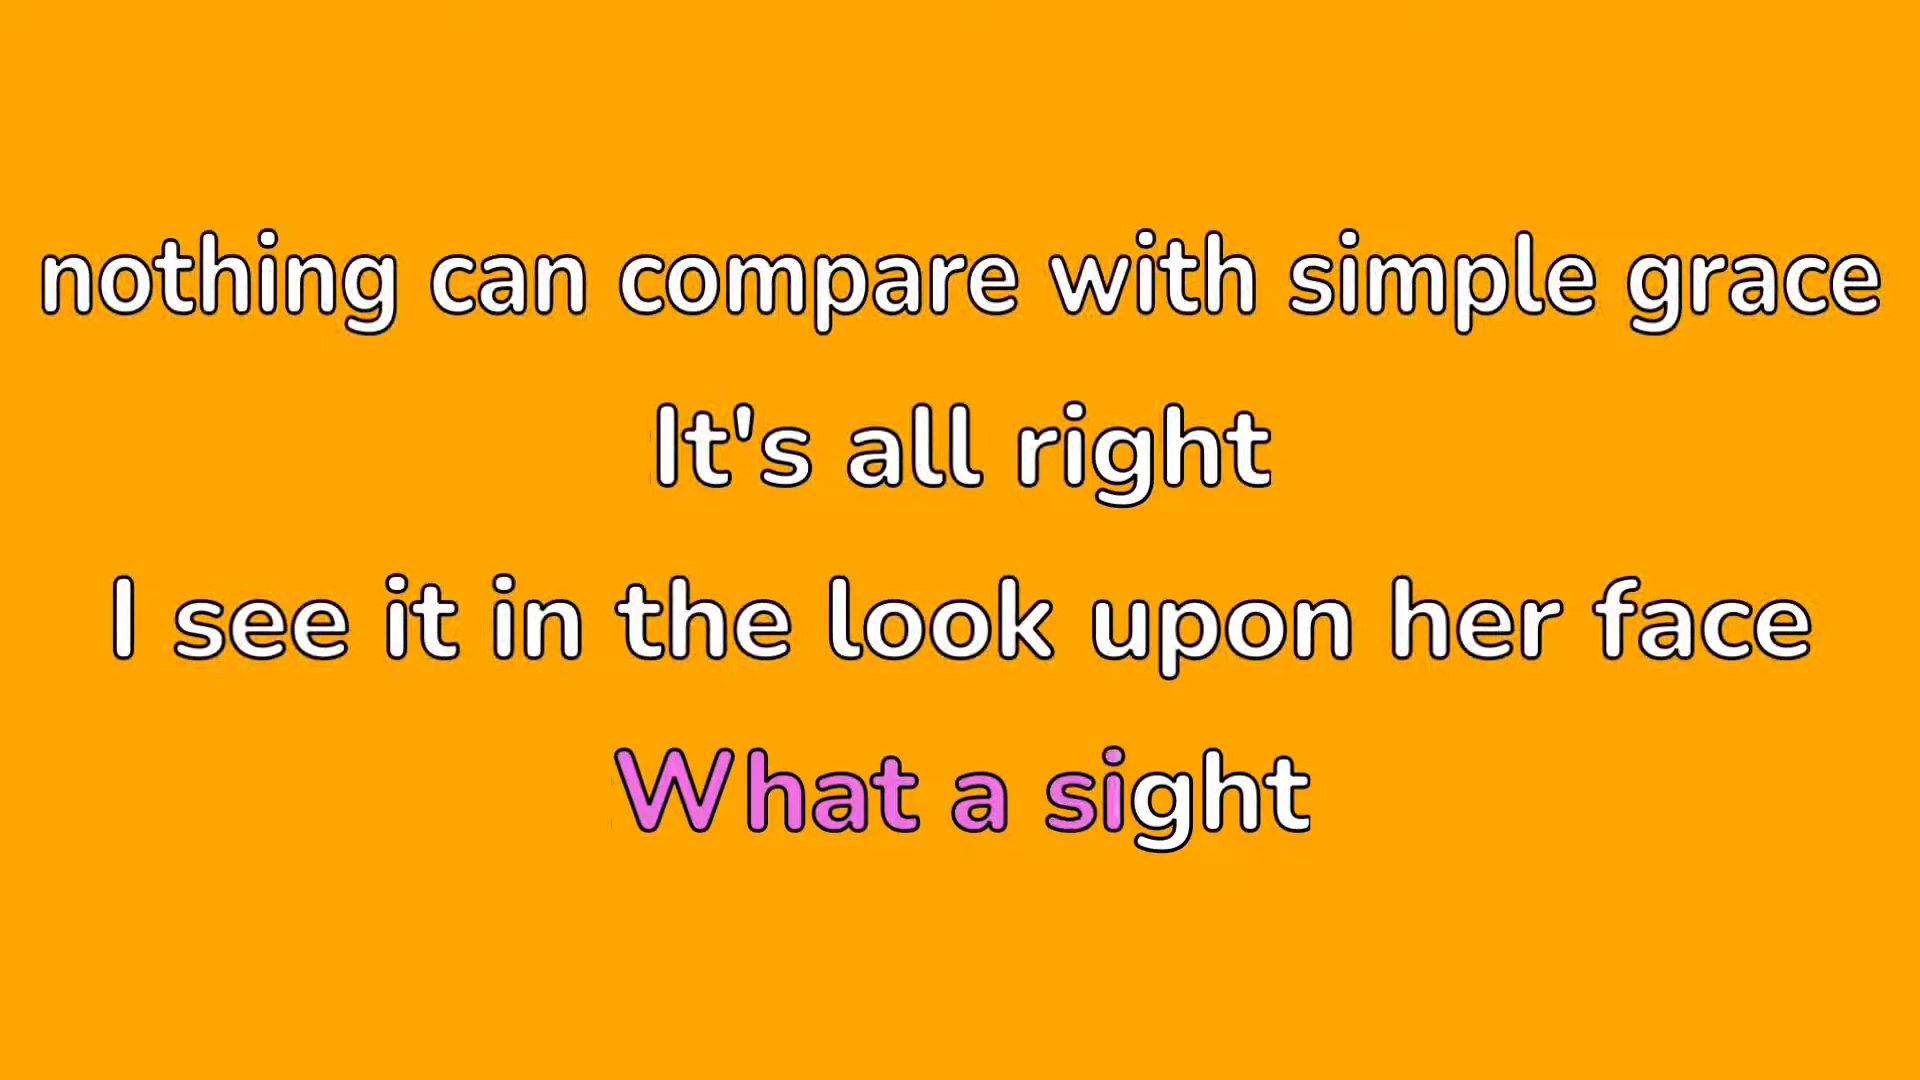 nothing can compare with simple grace
It's all right
I see it in the look upon her face
What a sight